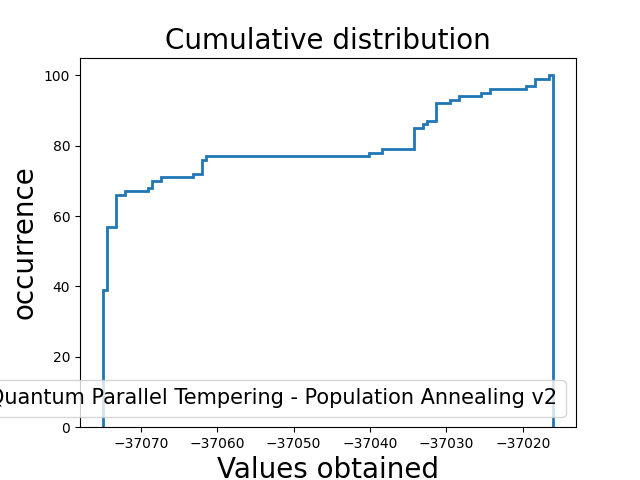 Cumulative distribution
100
80
60
40
20
0
occurrence
Quantum Parallel Tempering - Population Annealing v2
−37070 −37060 −37050 −37040 −37030 −37020
Values obtained